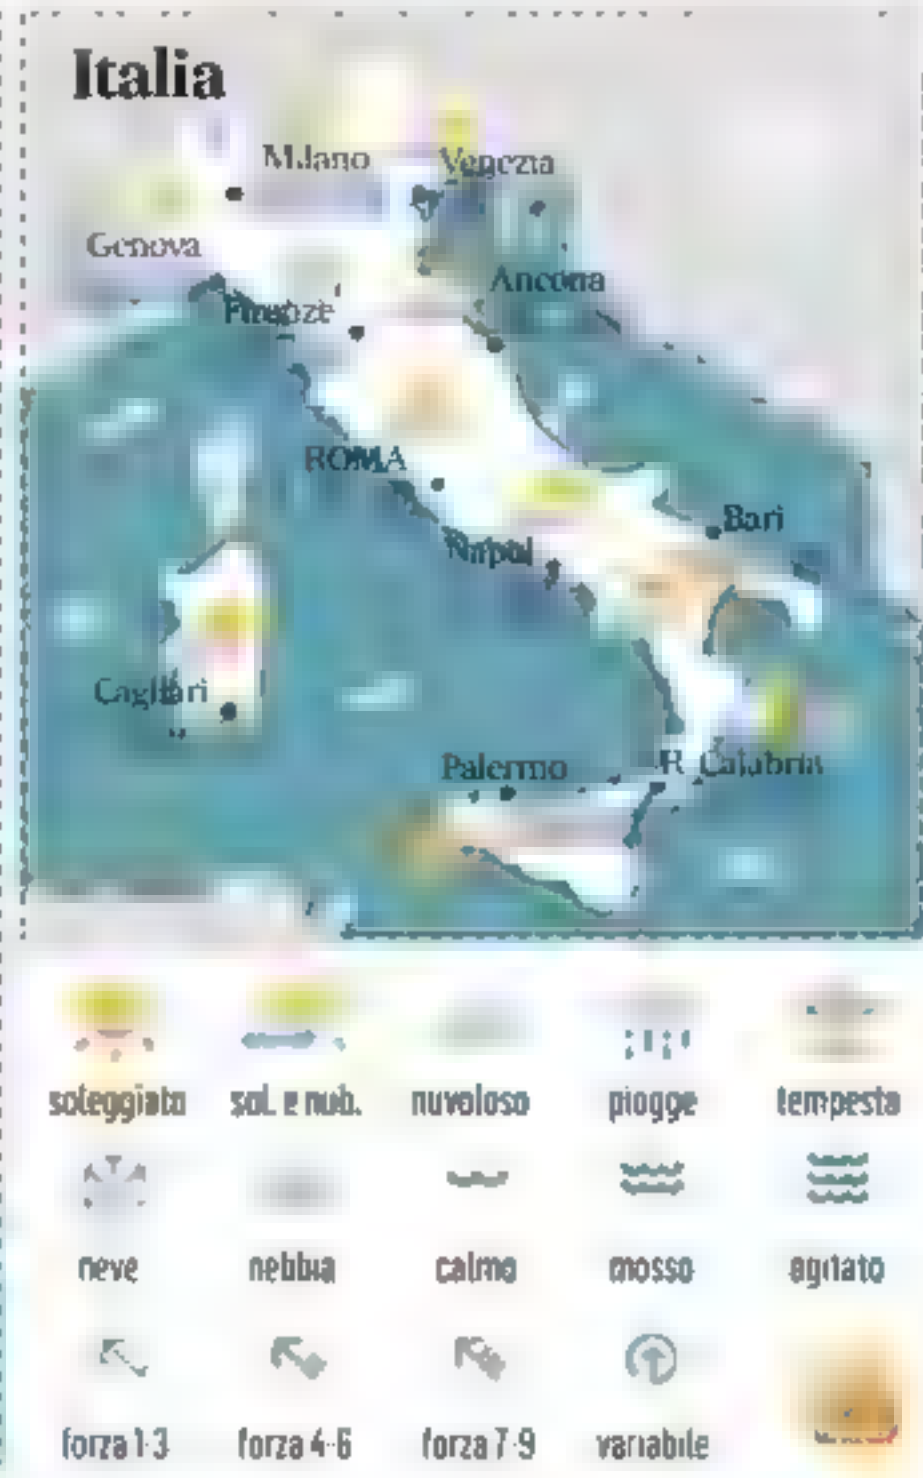 Italia
Milano Venezia
Genova
Ancona
Firenze
ROMA
Bari
Napoli
Cagliari
Palermo R. Calabria
soleggiato sol. e nub. nuvoloso piogge tempesta
neve nebbia calmo mosso agitato
forza 1-3 forza 4-6 forza 7-9 variabile